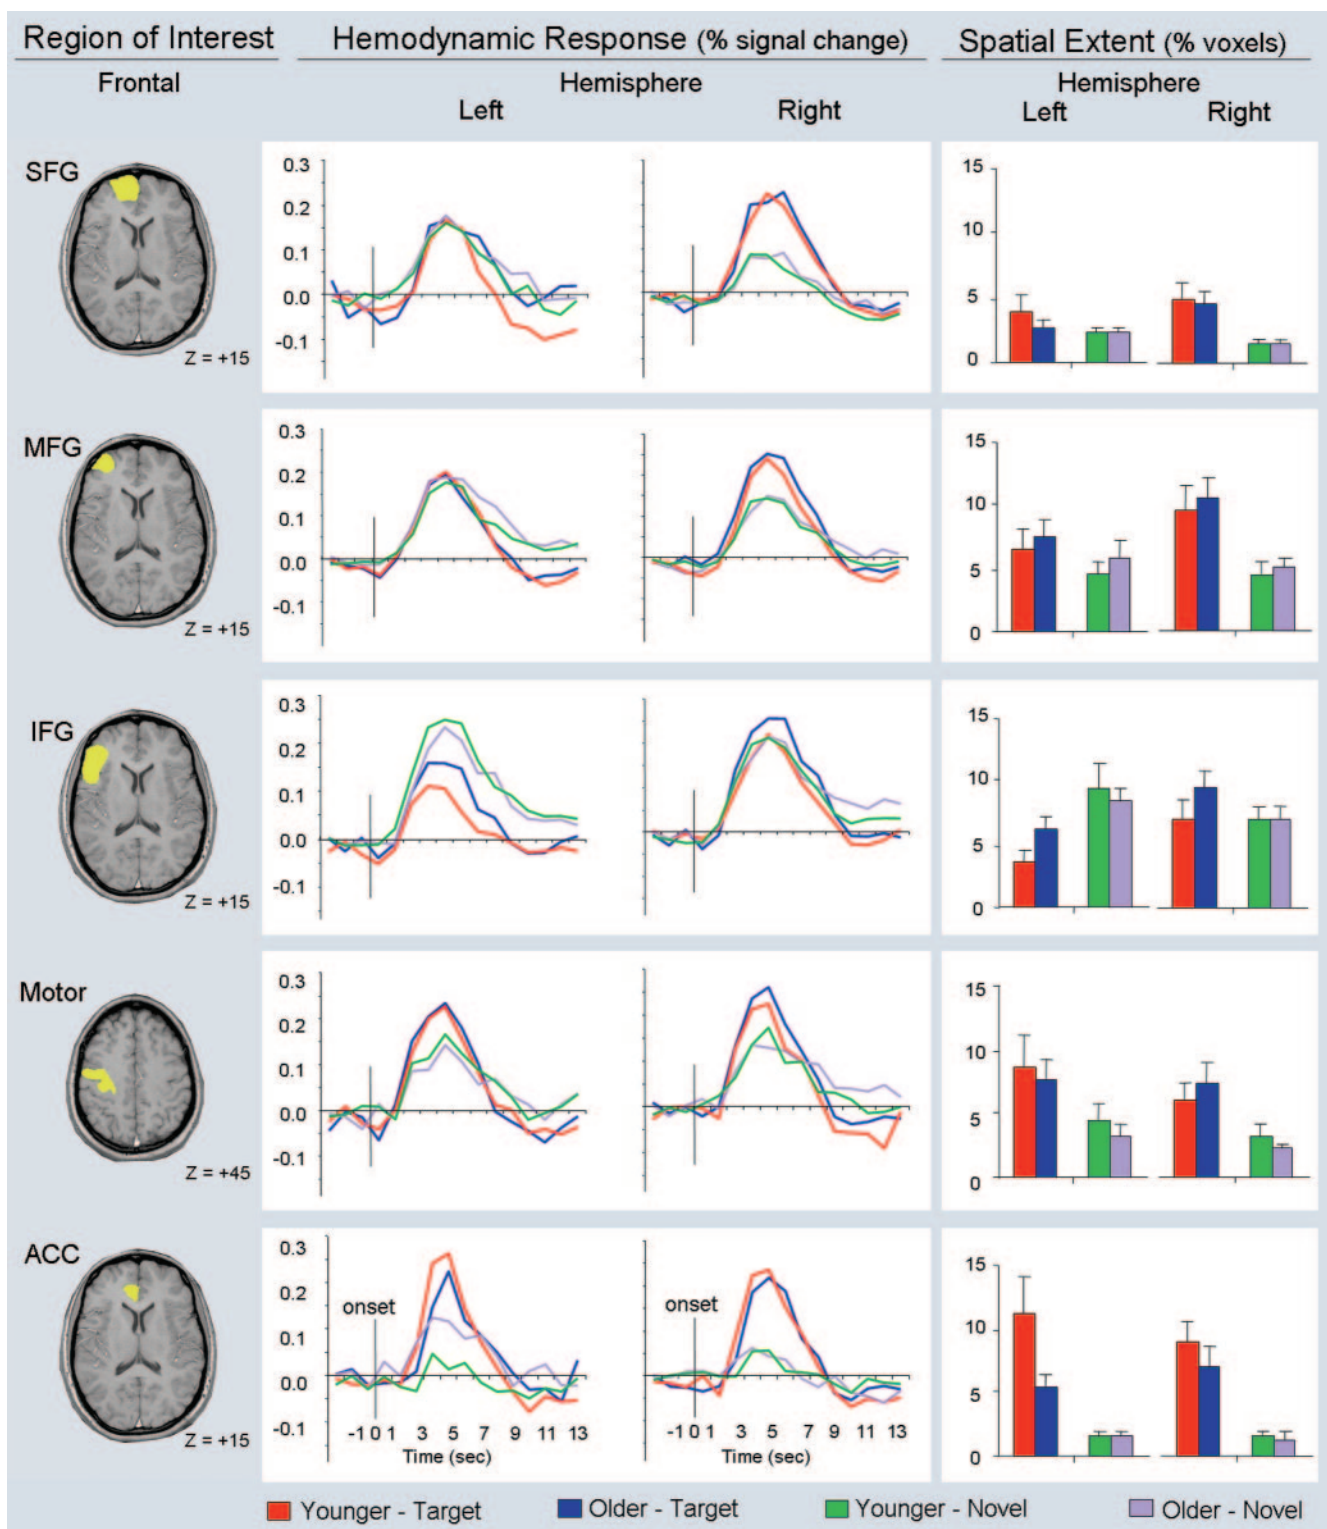 Region of Interest Hemodynamic Response (% signal change) Spatial Extent (% voxels)
Frontal Hemisphere Hemisphere
Left Right Left Right
SFG
0.3
0.2
0.1
0.0
-0.1
15
10
5
0
Z = +15
MFG
0.3
0.2
0.1
0.0
-0.1
15
10
5
0
Z = +15
IFG
0.3
0.2
0.1
0.0
-0.1
15
10
5
0
Z = +15
Motor
0.3
0.2
0.1
0.0
-0.1
15
10
5
0
Z = +45
ACC
0.3
0.2
0.1
0.0
-0.1
onset onset
15
10
5
0
Z = +15
-1 0 1 3 5 7 9 11 13 -1 0 1 3 5 7 9 11 13
Time (sec) Time (sec)
Younger - Target Older - Target Younger - Novel Older - Novel